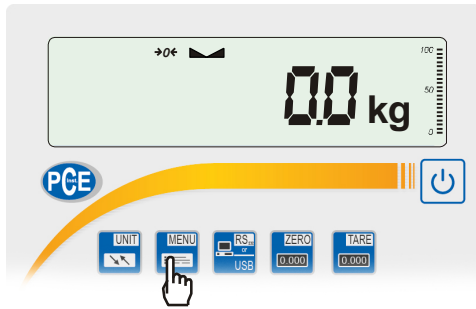 →0←
100
50
0
0.0 kg
PCE
Inst.
UNIT
MENU
RS232
or
USB
ZERO
0.000
TARE
0.000